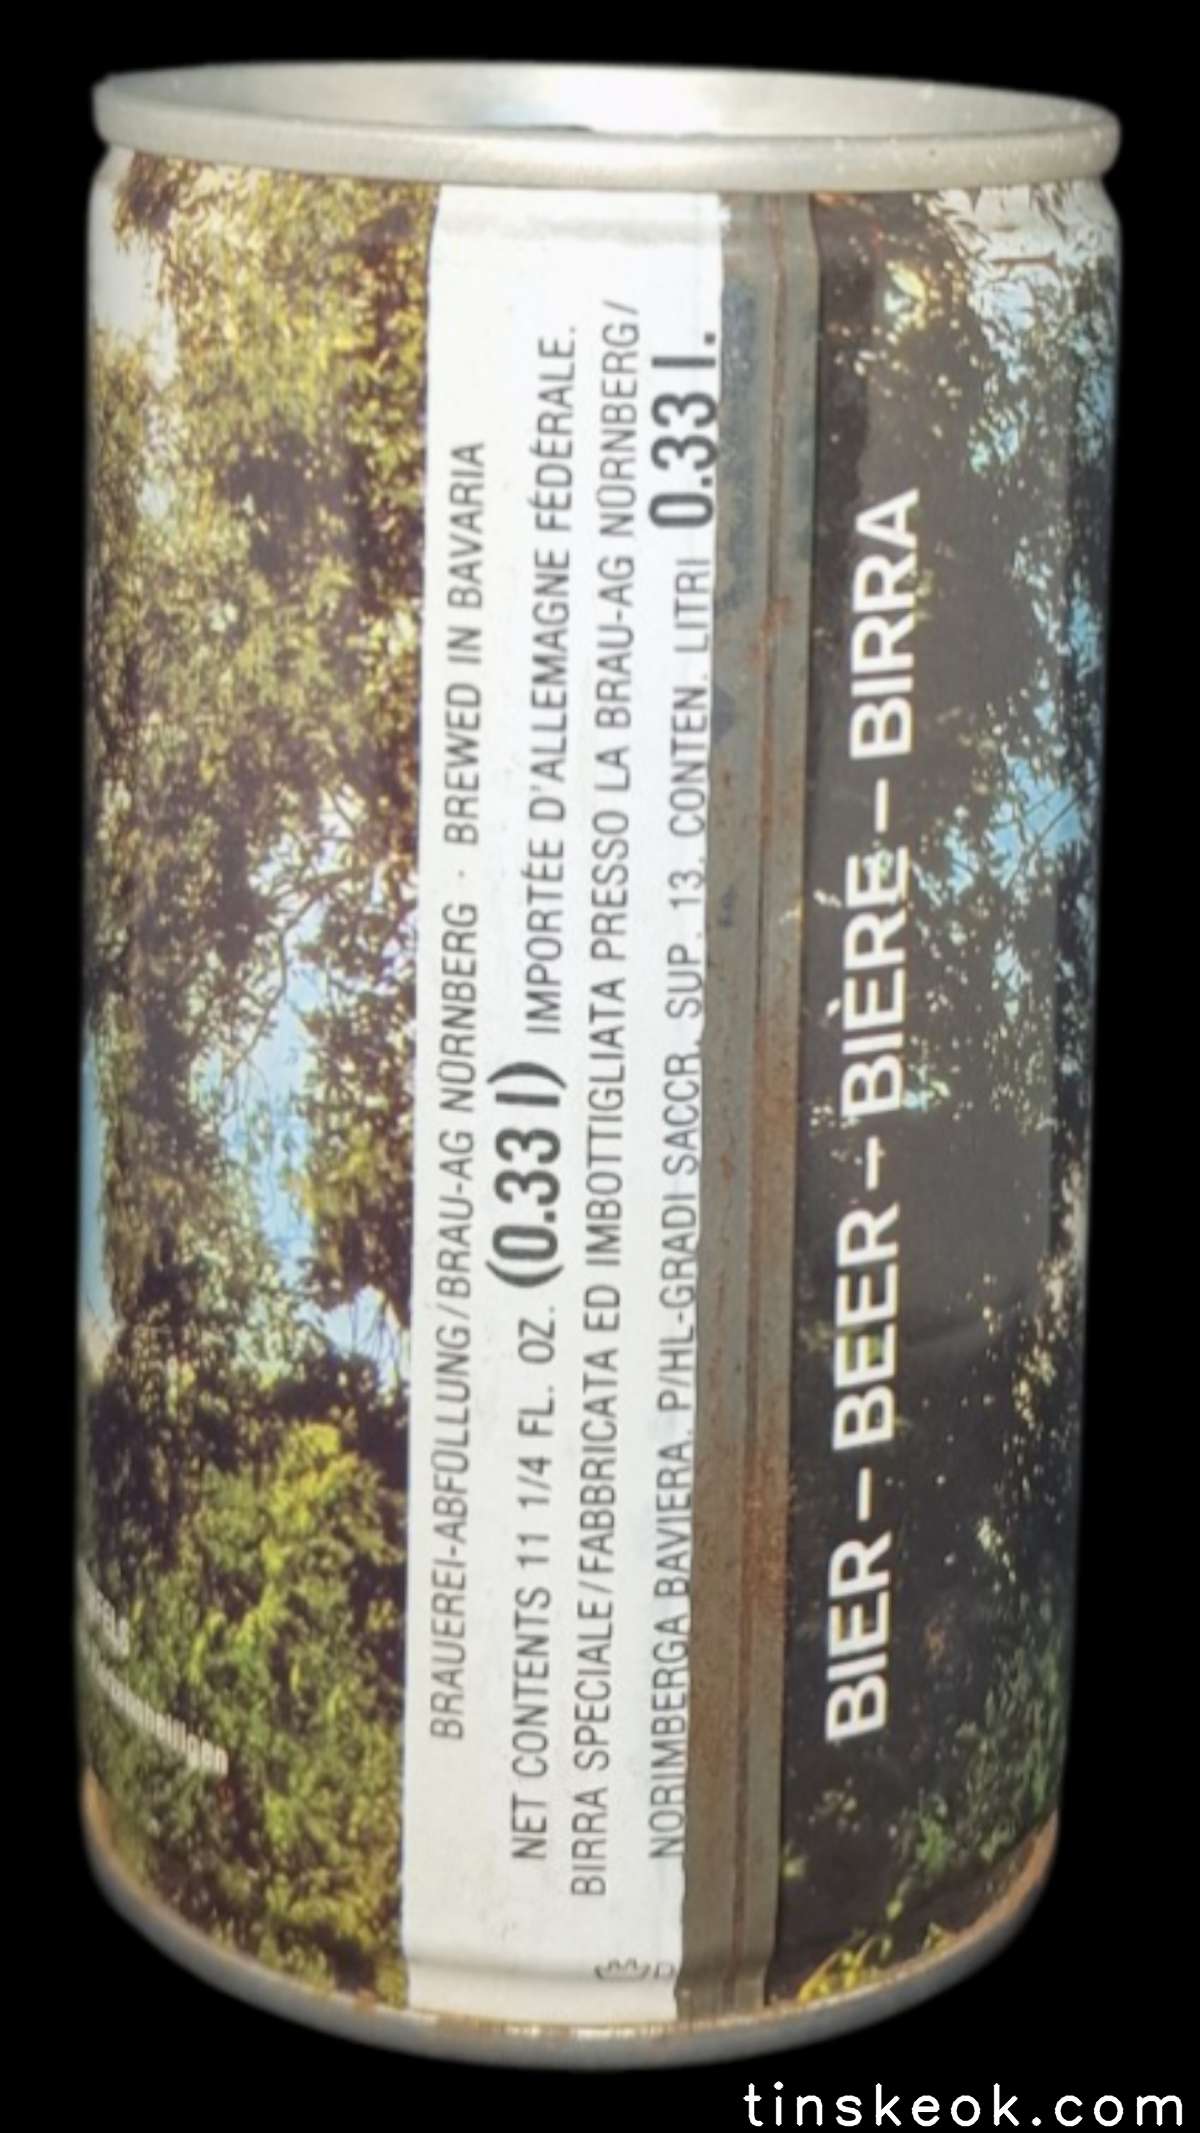 BRAUEREI-ABFÜLLUNG/BRAU-AG NÜRNBERG · BREWED IN BAVARIA
NET CONTENTS 11 1/4 FL. OZ. (0.33 l) IMPORTÉE D'ALLEMAGNE FÉDÉRALE.
BIRRA SPECIALE/FABBRICATA ED IMBOTTIGLIATA PRESSO LA BRAU-AG NÜRNBERG/
NORIMBERGA BAVIERA. P/HL-GRADI SACCR. SUP. 13. CONTEN. LITRI 0.33 l.
BIER – BEER – BIÈRE – BIRRA
tinskeok.com